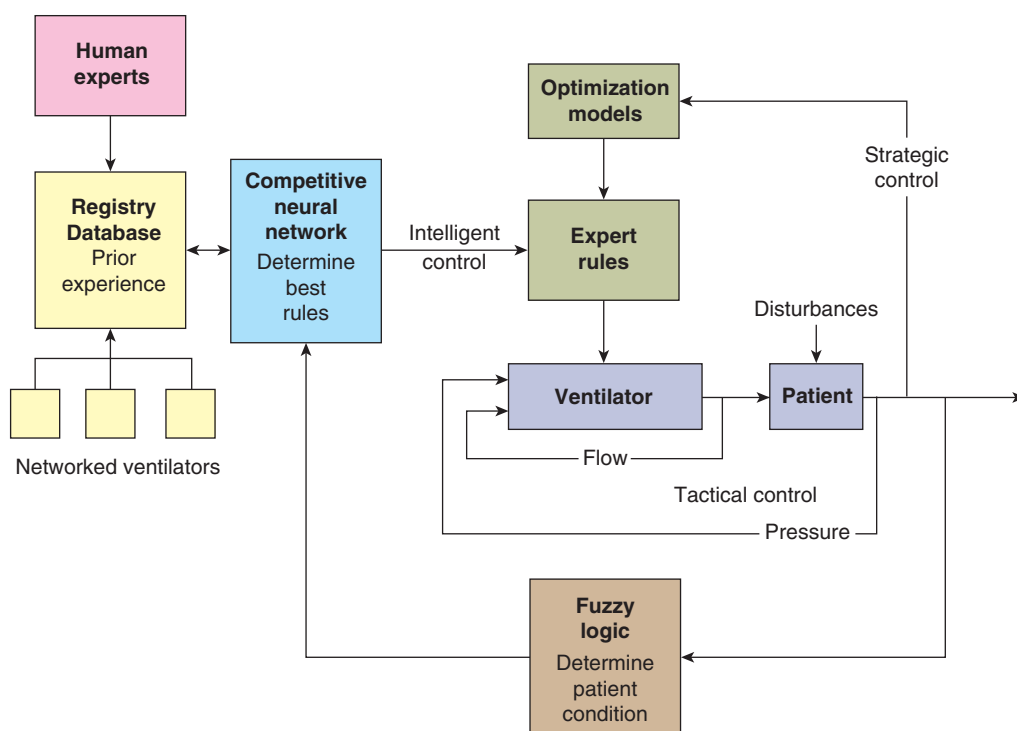 Human
experts
Registry
Database
Prior
experience
Networked ventilators
Competitive
neural
network
Determine
best
rules
Intelligent
control
Optimization
models
Expert
rules
Strategic
control
Disturbances
Ventilator
Patient
Flow
Tactical control
Pressure
Fuzzy
logic
Determine
patient
condition